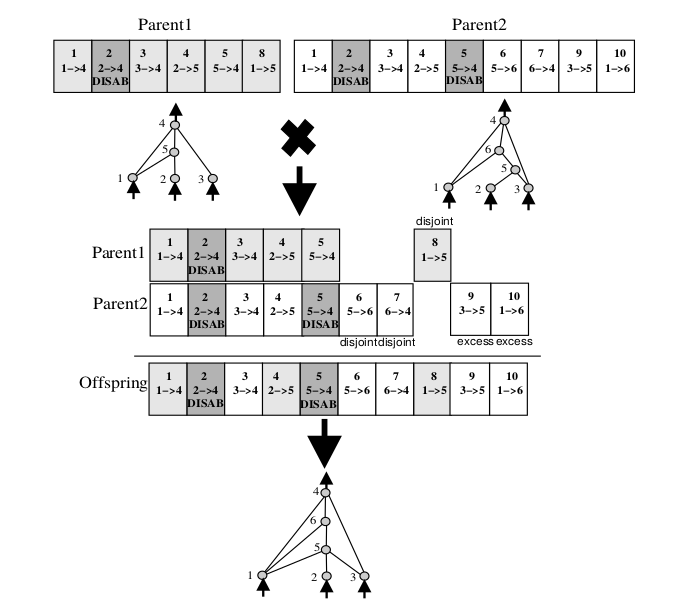 Parent1 Parent2
1 2 3 4 5 8 1 2 3 4 5 6 7 9 10
1->4 2->4 3->4 2->5 5->4 1->5 1->4 2->4 3->4 2->5 5->4 5->6 6->4 3->5 1->6
DISAB DISAB DISAB
4 4
5 6
5
1 2 3 1 2 3
disjoint
Parent1 1 2 3 4 5 8
1->4 2->4 3->4 2->5 5->4 1->5
DISAB
Parent2 1 2 3 4 5 6 7 9 10
1->4 2->4 3->4 2->5 5->4 5->6 6->4 3->5 1->6
DISAB DISAB
disjoint disjoint excess excess
Offspring 1 2 3 4 5 6 7 8 9 10
1->4 2->4 3->4 2->5 5->4 5->6 6->4 1->5 3->5 1->6
DISAB DISAB
4
6
5
1 2 3